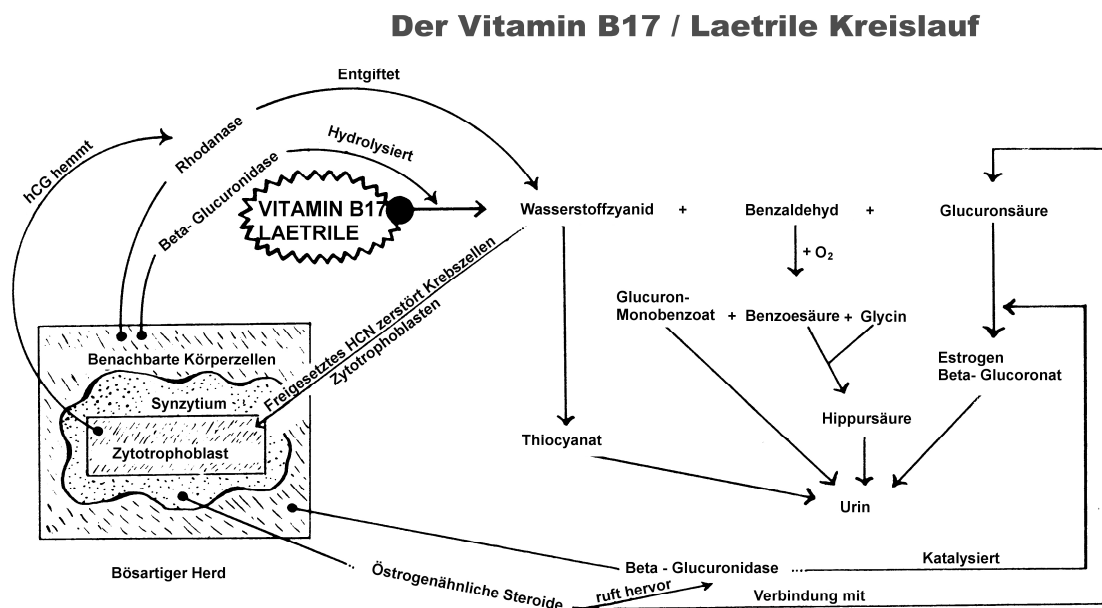 Der Vitamin B17 / Laetrile Kreislauf
Entgiftet
hCG hemmt
Rhodanase
Beta- Glucuronidase
Hydrolysiert
VITAMIN B17
LAETRILE
Wasserstoffzyanid + Benzaldehyd + Glucuronsäure
+ O₂
Freigesetztes HCN zerstört Krebszellen
Zytotrophoblasten
Glucuron-
Monobenzoat + Benzoesäure + Glycin
Estrogen
Beta- Glucoronat
Benachbarte Körperzellen
Synzytium
Zytotrophoblast
Hippursäure
Thiocyanat
Urin
Bösartiger Herd
Östrogenähnliche Steroide
ruft hervor
Beta - Glucuronidase ....
Katalysiert
Verbindung mit